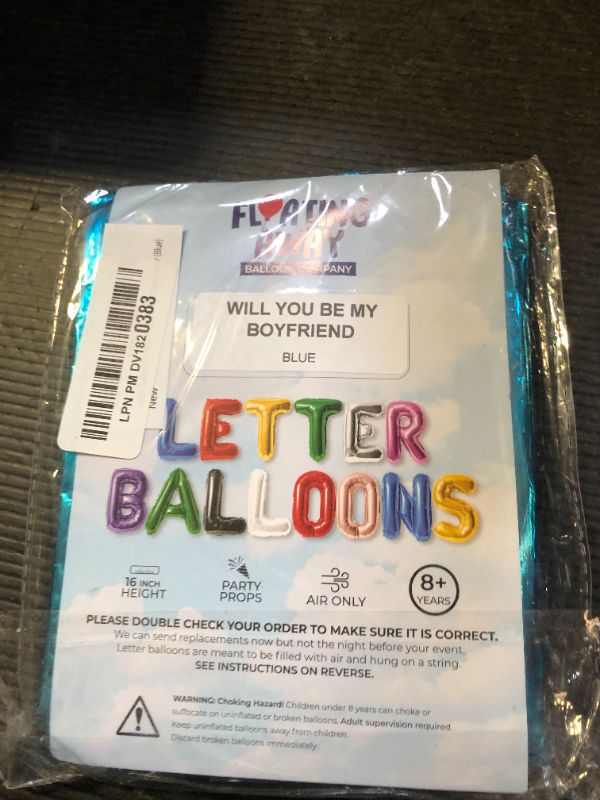 FLOATING
AWAY
BALLOON COMPANY
(Blue)
LPN PM DV182 0383
New
WILL YOU BE MY
BOYFRIEND
BLUE
LETTER
BALLOONS
16 INCH
HEIGHT
PARTY
PROPS
AIR ONLY
8+
YEARS
PLEASE DOUBLE CHECK YOUR ORDER TO MAKE SURE IT IS CORRECT.
We can send replacements now but not the night before your event.
Letter balloons are meant to be filled with air and hung on a string.
SEE INSTRUCTIONS ON REVERSE.
WARNING: Choking Hazard! Children under 8 years can choke or
suffocate on uninflated or broken balloons. Adult supervision required.
Keep uninflated balloons away from children.
Discard broken balloons immediately.